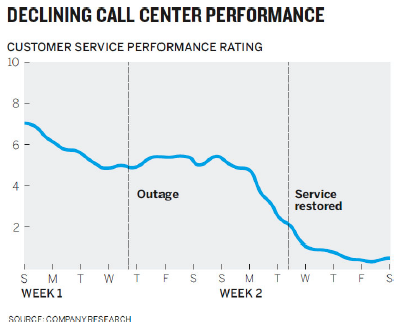 DECLINING CALL CENTER PERFORMANCE
CUSTOMER SERVICE PERFORMANCE RATING
10
8
6
4
2
Outage
Service
restored
S M T W T F S S M T W T F S
WEEK 1 WEEK 2
SOURCE: COMPANY RESEARCH